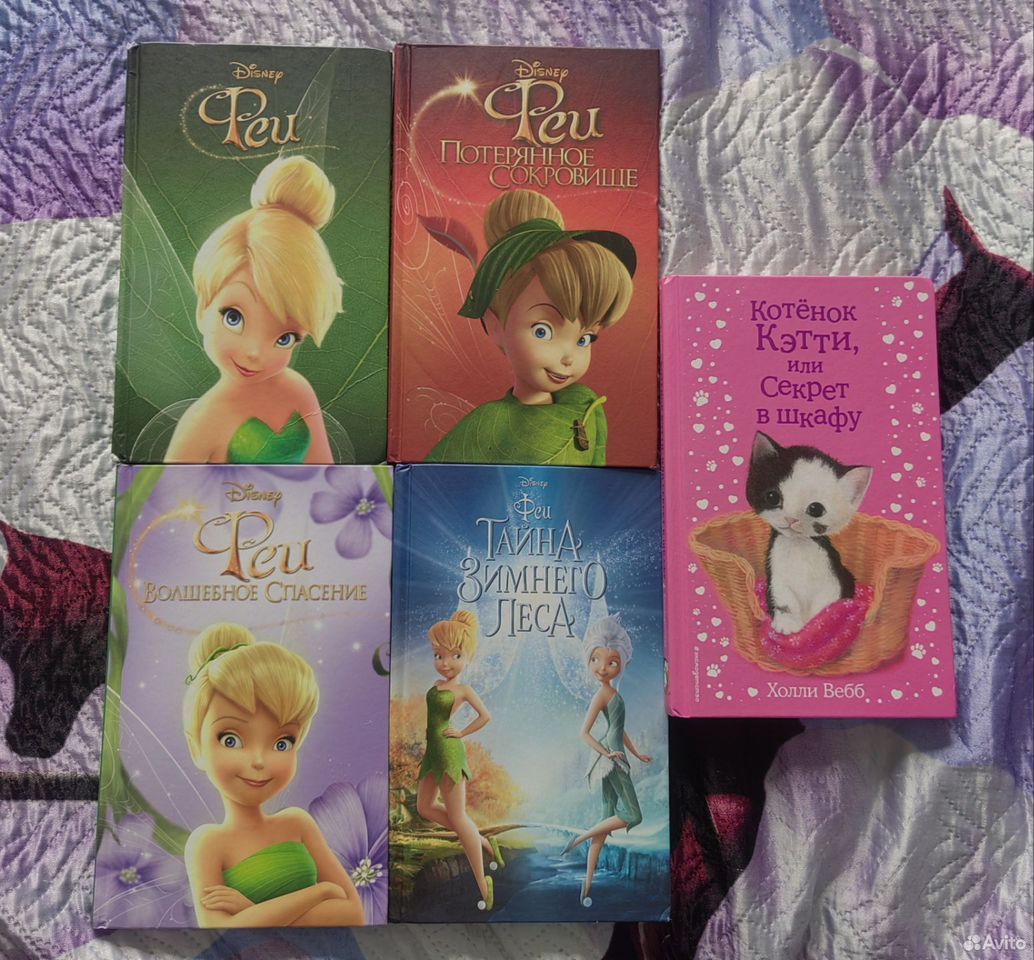 Disney
Феи
Disney
Феи
Потерянное
Сокровище
Disney
Феи
Волшебное Спасение
Disney
Феи
Тайна
Зимнего
Леса
Котёнок
Кэтти,
или
Секрет
в шкафу
Холли Вебб
Avito